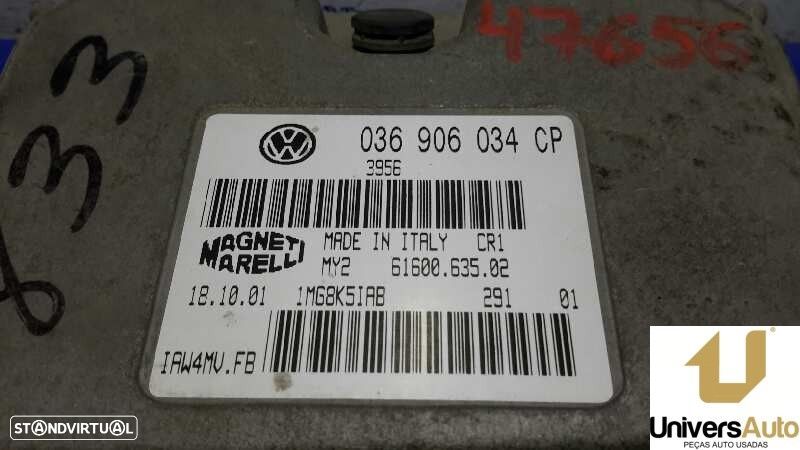 47656
833
036 906 034 CP
3956
MAGNETI
MARELLI
MADE IN ITALY CR1
MY2 61600.635.02
18.10.01 1MG8K5IAB 291 01
IAW4MV.FB
STANDVIRTUAL
UniversAuto
PEÇAS AUTO USADAS